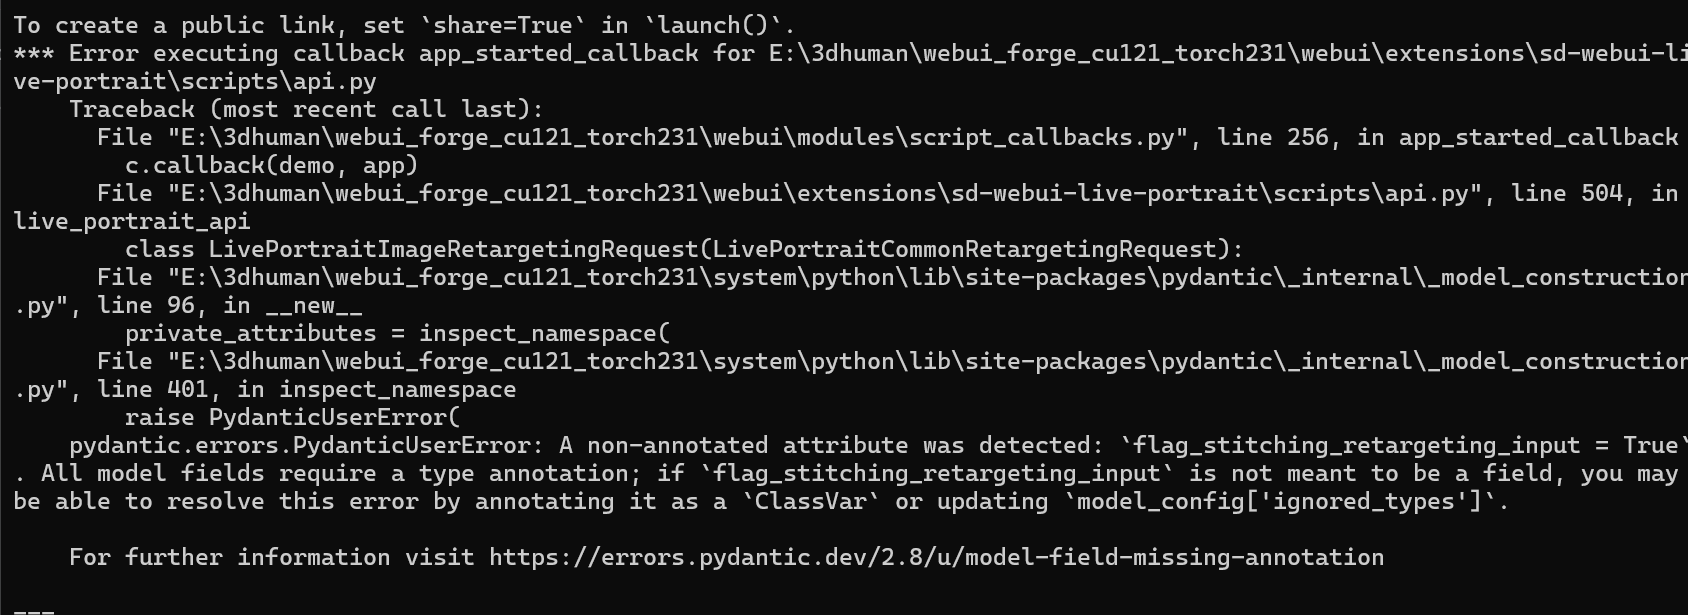 To create a public link, set `share=True` in `launch()`.
*** Error executing callback app_started_callback for E:\3dhuman\webui_forge_cu121_torch231\webui\extensions\sd-webui-li
ve-portrait\scripts\api.py
    Traceback (most recent call last):
      File "E:\3dhuman\webui_forge_cu121_torch231\webui\modules\script_callbacks.py", line 256, in app_started_callback
        c.callback(demo, app)
      File "E:\3dhuman\webui_forge_cu121_torch231\webui\extensions\sd-webui-live-portrait\scripts\api.py", line 504, in
live_portrait_api
        class LivePortraitImageRetargetingRequest(LivePortraitCommonRetargetingRequest):
      File "E:\3dhuman\webui_forge_cu121_torch231\system\python\lib\site-packages\pydantic\_internal\_model_construction
.py", line 96, in __new__
        private_attributes = inspect_namespace(
      File "E:\3dhuman\webui_forge_cu121_torch231\system\python\lib\site-packages\pydantic\_internal\_model_construction
.py", line 401, in inspect_namespace
        raise PydanticUserError(
    pydantic.errors.PydanticUserError: A non-annotated attribute was detected: `flag_stitching_retargeting_input = True`
. All model fields require a type annotation; if `flag_stitching_retargeting_input` is not meant to be a field, you may
be able to resolve this error by annotating it as a `ClassVar` or updating `model_config['ignored_types']`.

    For further information visit https://errors.pydantic.dev/2.8/u/model-field-missing-annotation

---